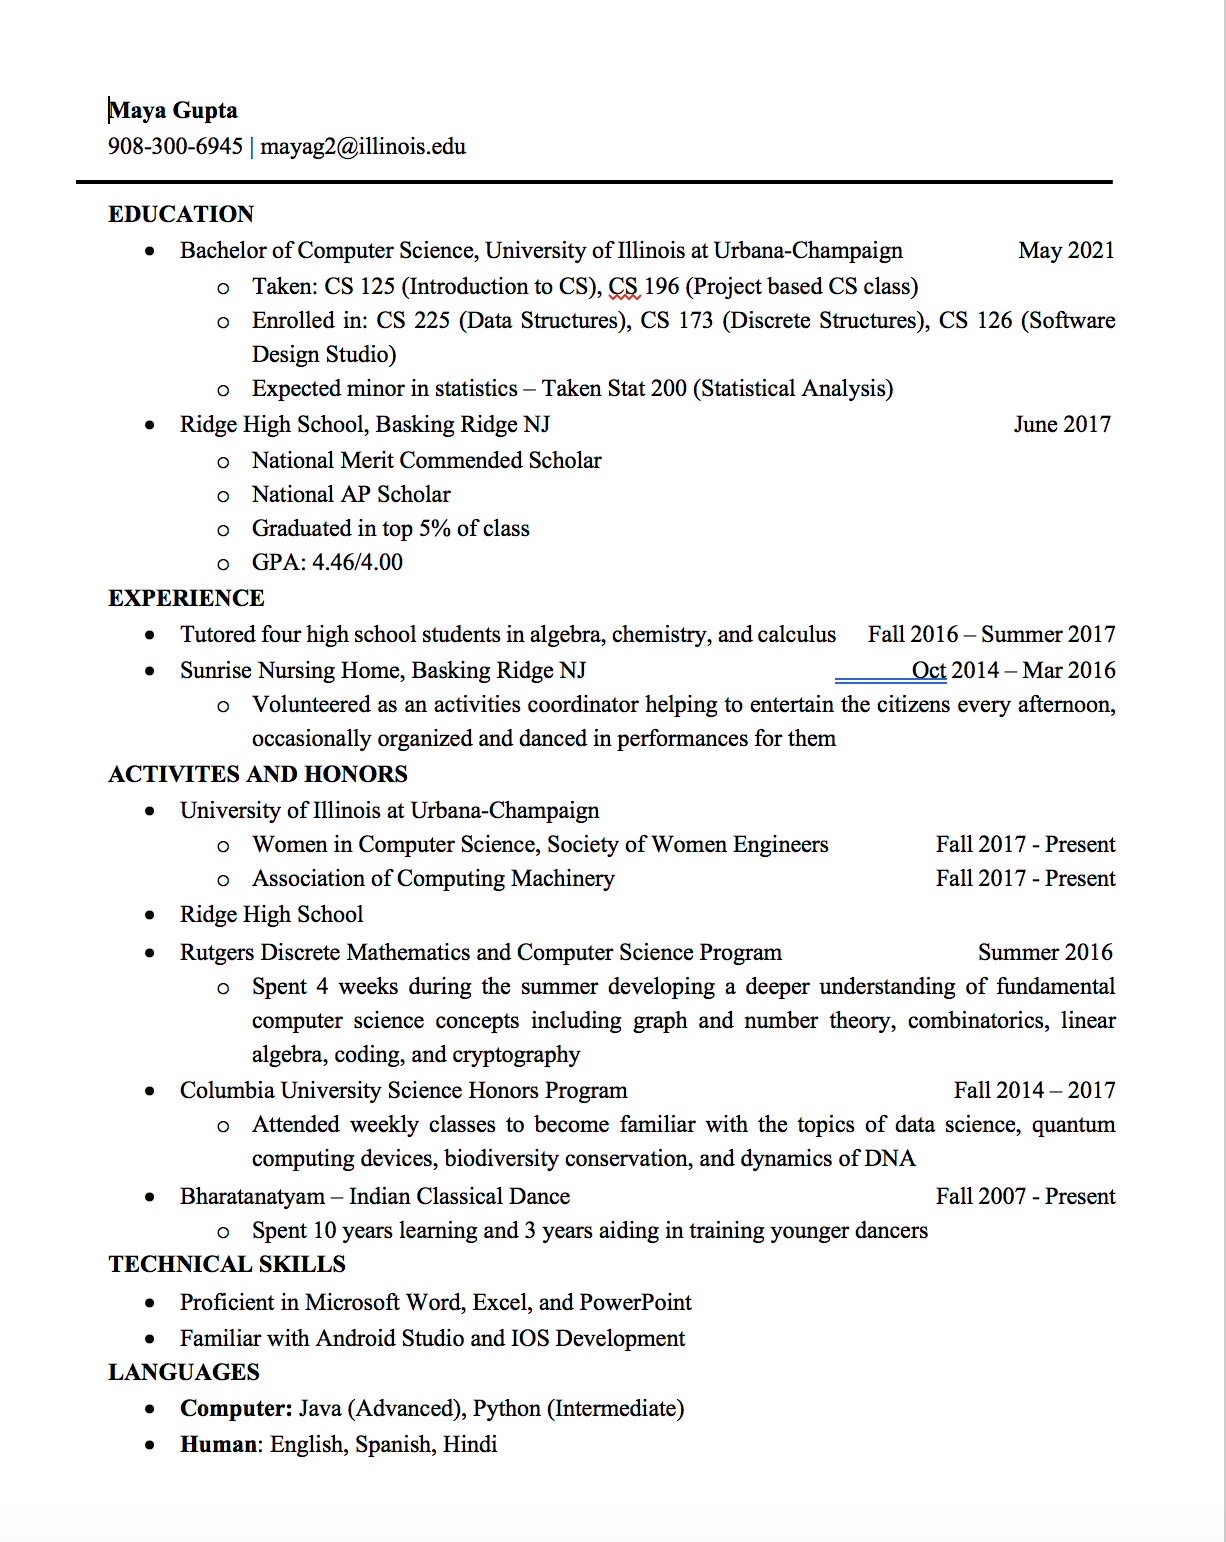 Maya Gupta
908-300-6945 | mayag2@illinois.edu
EDUCATION
• Bachelor of Computer Science, University of Illinois at Urbana-Champaign May 2021
o Taken: CS 125 (Introduction to CS), CS 196 (Project based CS class)
o Enrolled in: CS 225 (Data Structures), CS 173 (Discrete Structures), CS 126 (Software
Design Studio)
o Expected minor in statistics – Taken Stat 200 (Statistical Analysis)
• Ridge High School, Basking Ridge NJ June 2017
o National Merit Commended Scholar
o National AP Scholar
o Graduated in top 5% of class
o GPA: 4.46/4.00
EXPERIENCE
• Tutored four high school students in algebra, chemistry, and calculus Fall 2016 – Summer 2017
• Sunrise Nursing Home, Basking Ridge NJ Oct 2014 – Mar 2016
o Volunteered as an activities coordinator helping to entertain the citizens every afternoon,
occasionally organized and danced in performances for them
ACTIVITES AND HONORS
• University of Illinois at Urbana-Champaign
o Women in Computer Science, Society of Women Engineers Fall 2017 - Present
o Association of Computing Machinery Fall 2017 - Present
• Ridge High School
• Rutgers Discrete Mathematics and Computer Science Program Summer 2016
o Spent 4 weeks during the summer developing a deeper understanding of fundamental
computer science concepts including graph and number theory, combinatorics, linear
algebra, coding, and cryptography
• Columbia University Science Honors Program Fall 2014 – 2017
o Attended weekly classes to become familiar with the topics of data science, quantum
computing devices, biodiversity conservation, and dynamics of DNA
• Bharatanatyam – Indian Classical Dance Fall 2007 - Present
o Spent 10 years learning and 3 years aiding in training younger dancers
TECHNICAL SKILLS
• Proficient in Microsoft Word, Excel, and PowerPoint
• Familiar with Android Studio and IOS Development
LANGUAGES
• Computer: Java (Advanced), Python (Intermediate)
• Human: English, Spanish, Hindi